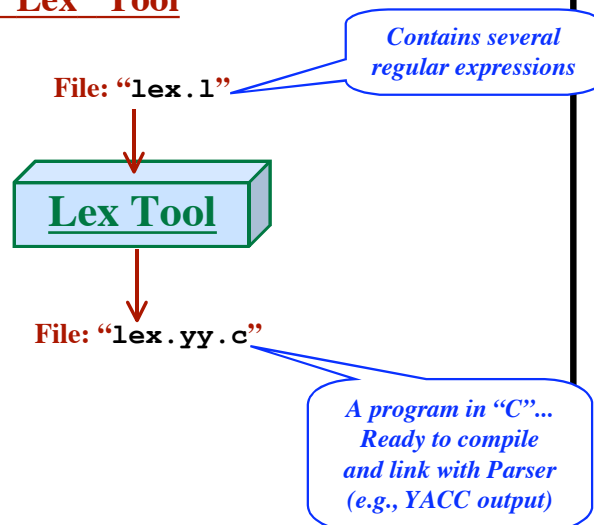 Lex Tool
Contains several
regular expressions
File: “lex.l”
Lex Tool
File: “lex.yy.c”
A program in “C”...
Ready to compile
and link with Parser
(e.g., YACC output)